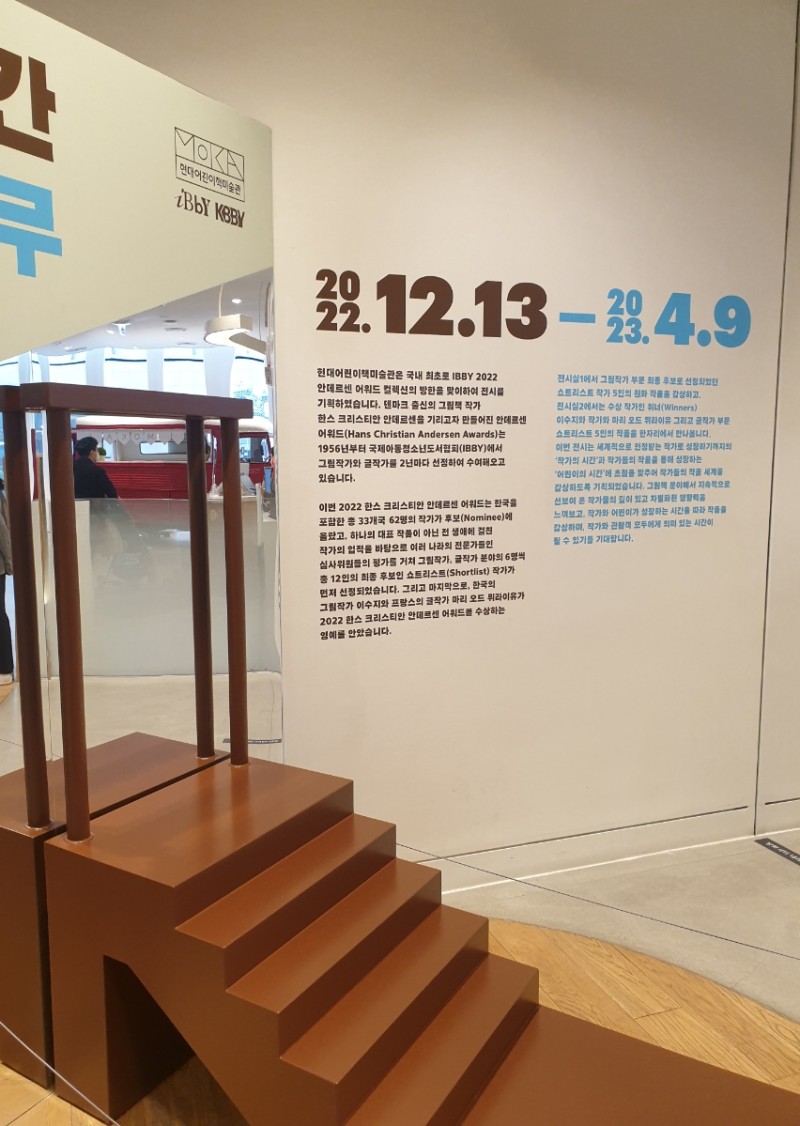 간
루
MOKA
현대어린이책미술관
iBbY KBBY
2022. 12.13 — 2023. 4.9
현대어린이책미술관은 국내 최초로 IBBY 2022
안데르센 어워드 컬렉션의 방한을 맞이하여 전시를
기획하였습니다. 덴마크 출신의 그림책 작가
한스 크리스티안 안데르센을 기리고자 만들어진 안데르센
어워드(Hans Christian Andersen Awards)는
1956년부터 국제아동청소년도서협회(IBBY)에서
그림작가와 글작가를 2년마다 선정하여 수여해오고
있습니다.
이번 2022 한스 크리스티안 안데르센 어워드는 한국을
포함한 총 33개국 62명의 작가가 후보(Nominee)에
올랐고, 하나의 대표 작품이 아닌 전 생애에 걸친
작가의 업적을 바탕으로 여러 나라의 전문가들인
심사위원들의 평가를 거쳐 그림작가, 글작가 분야의 6명씩
총 12인의 최종 후보인 쇼트리스트(Shortlist) 작가가
먼저 선정되었습니다. 그리고 마지막으로, 한국의
그림작가 이수지와 프랑스의 글작가 마리 오드 뮈라이유가
2022 한스 크리스티안 안데르센 어워드를 수상하는
영예를 안았습니다.
전시실1에서 그림작가 부문 최종 후보로 선정되었던
쇼트리스트 작가 5인의 원화 작품을 감상하고,
전시실2에서는 수상 작가인 위너(Winners)
이수지와 작가와 마리 오드 뮈라이유 그리고 글작가 부문
쇼트리스트 5인의 작품을 한자리에서 만나봅니다.
이번 전시는 세계적으로 인정받는 작가로 성장하기까지의
'작가의 시간'과 작가들의 작품을 통해 성장하는
'어린이의 시간'에 초점을 맞추어 작가들의 작품 세계를
감상하도록 기획되었습니다. 그림책 분야에서 지속적으로
선보여 온 작가들의 깊이 있고 차별화된 영향력을
느껴보고, 작가와 어린이가 성장하는 시간을 따라 작품을
감상하며, 작가와 관람객 모두에게 의미 있는 시간이
될 수 있기를 기대합니다.